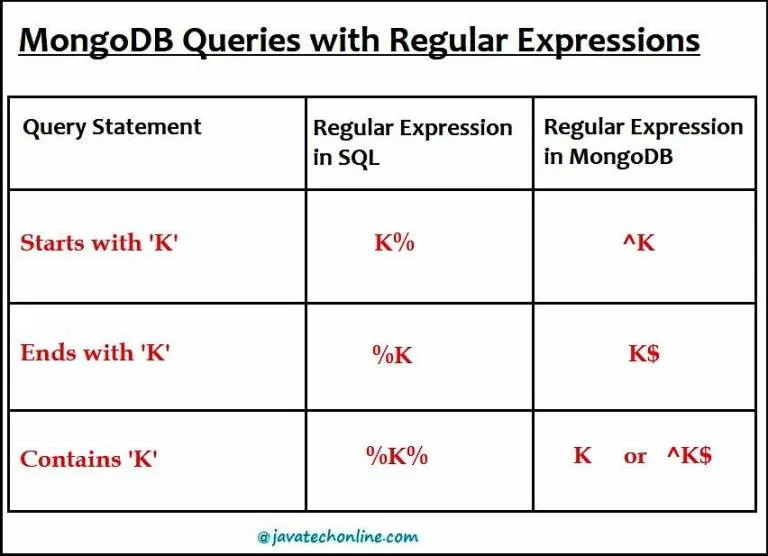 MongoDB Queries with Regular Expressions
Query Statement
Regular Expression
in SQL
Regular Expression
in MongoDB
Starts with 'K'
K%
^K
Ends with 'K'
%K
K$
Contains 'K'
%K%
K or ^K$
@javatechonline.com